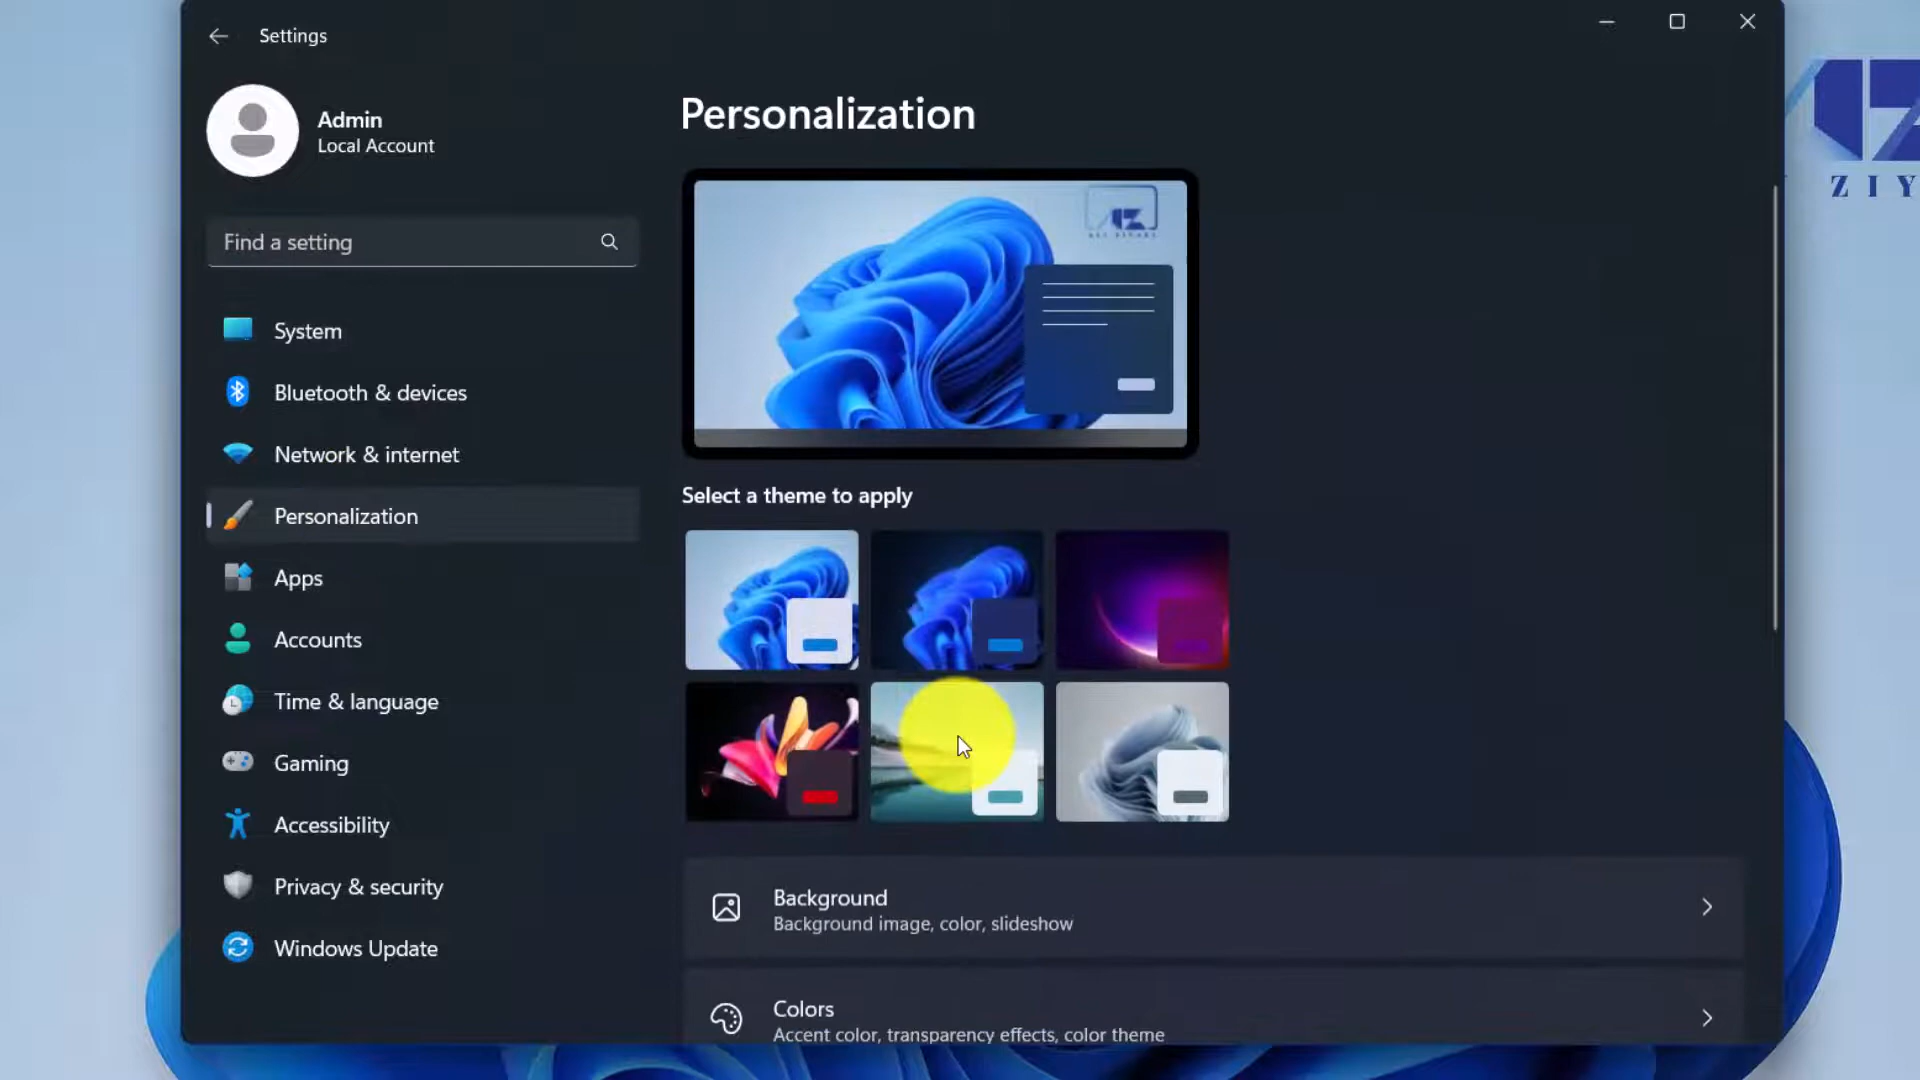 Settings
Admin
Local Account
Find a setting
System
Bluetooth & devices
Network & internet
Personalization
Apps
Accounts
Time & language
Gaming
Accessibility
Privacy & security
Windows Update
Personalization
Select a theme to apply
Background
Background image, color, slideshow
Colors
Accent color, transparency effects, color theme
ZIY